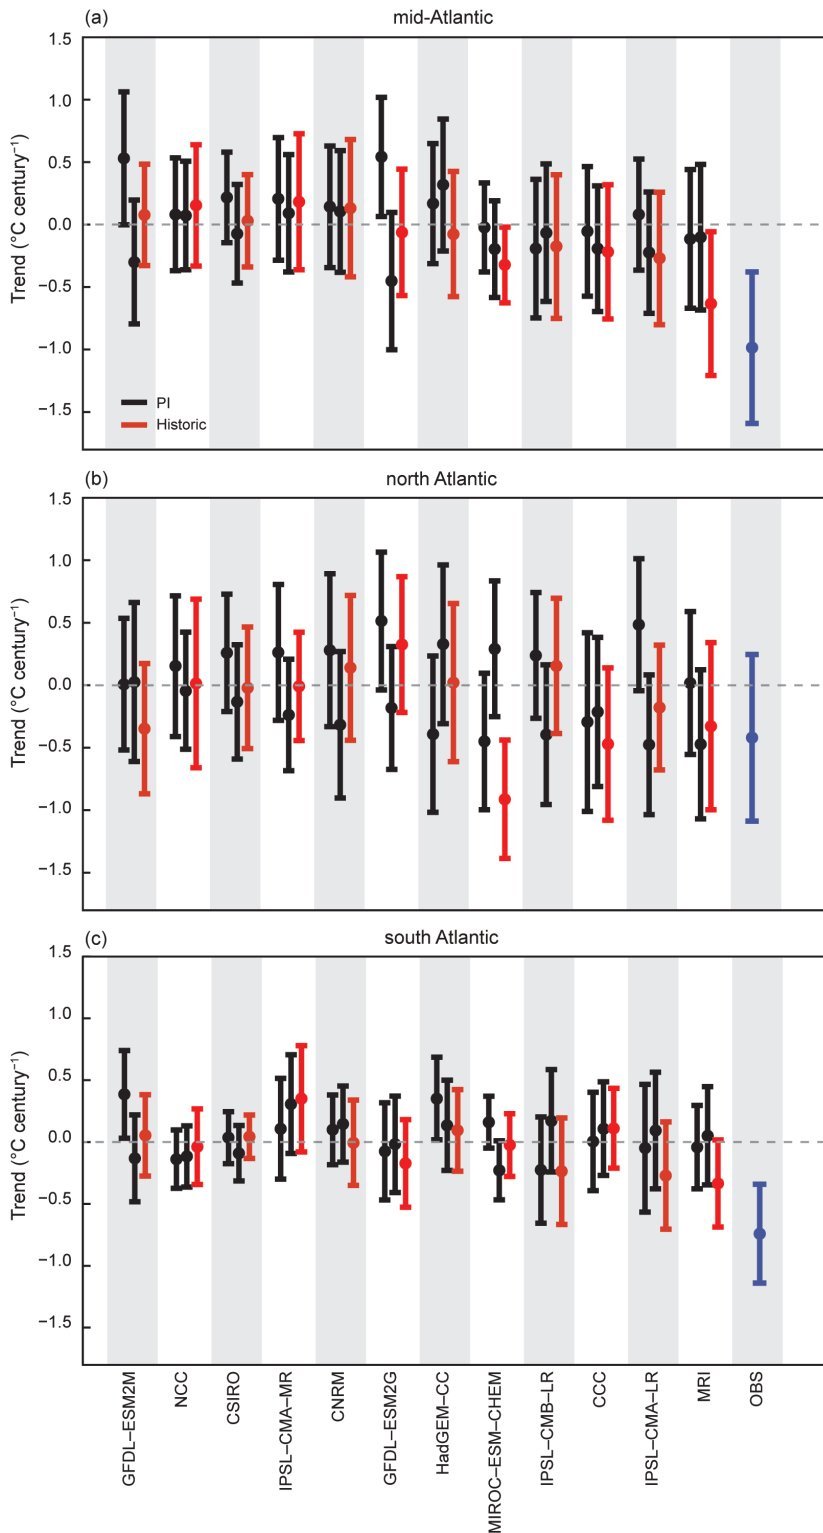 (a) mid-Atlantic
1.5
1.0
0.5
0.0
−0.5
−1.0
−1.5
Trend (°C century⁻¹)
PI
Historic
(b) north Atlantic
1.5
1.0
0.5
0.0
−0.5
−1.0
−1.5
Trend (°C century⁻¹)
(c) south Atlantic
1.5
1.0
0.5
0.0
−0.5
−1.0
−1.5
Trend (°C century⁻¹)
GFDL−ESM2M
NCC
CSIRO
IPSL−CMA−MR
CNRM
GFDL−ESM2G
HadGEM−CC
MIROC−ESM−CHEM
IPSL−CMB−LR
CCC
IPSL−CMA−LR
MRI
OBS